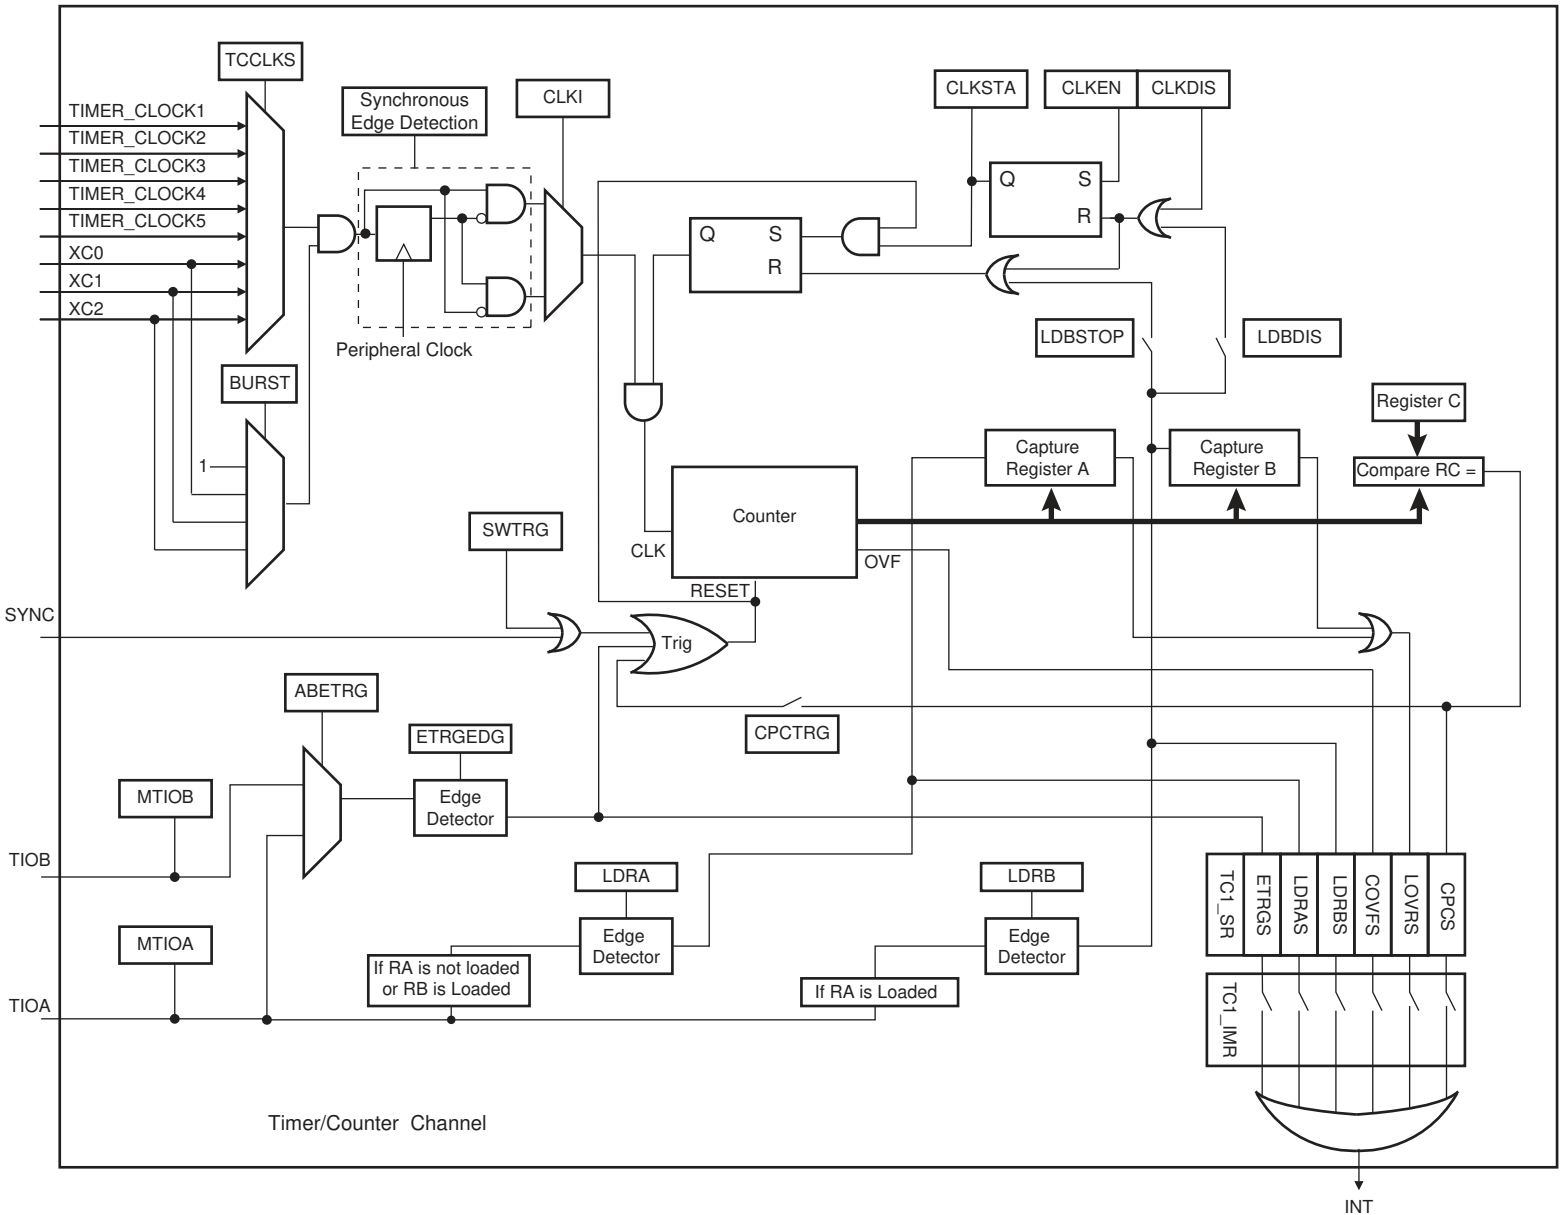 TCCLKS
TIMER_CLOCK1
TIMER_CLOCK2
TIMER_CLOCK3
TIMER_CLOCK4
TIMER_CLOCK5
XC0
XC1
XC2
Synchronous
Edge Detection
CLKI
Peripheral Clock
BURST
1
CLKSTA
CLKEN
CLKDIS
Q
S
R
Q
S
R
LDBSTOP
LDBDIS
Register C
Capture
Register A
Capture
Register B
Compare RC =
Counter
CLK
OVF
RESET
SWTRG
SYNC
Trig
CPCTRG
ABETRG
ETRGEDG
Edge
Detector
MTIOB
TIOB
MTIOA
TIOA
LDRA
Edge
Detector
If RA is not loaded
or RB is Loaded
LDRB
Edge
Detector
If RA is Loaded
TC1_SR
ETRGS
LDRAS
LDRBS
COVFS
LOVRS
CPCS
TC1_IMR
Timer/Counter Channel
INT